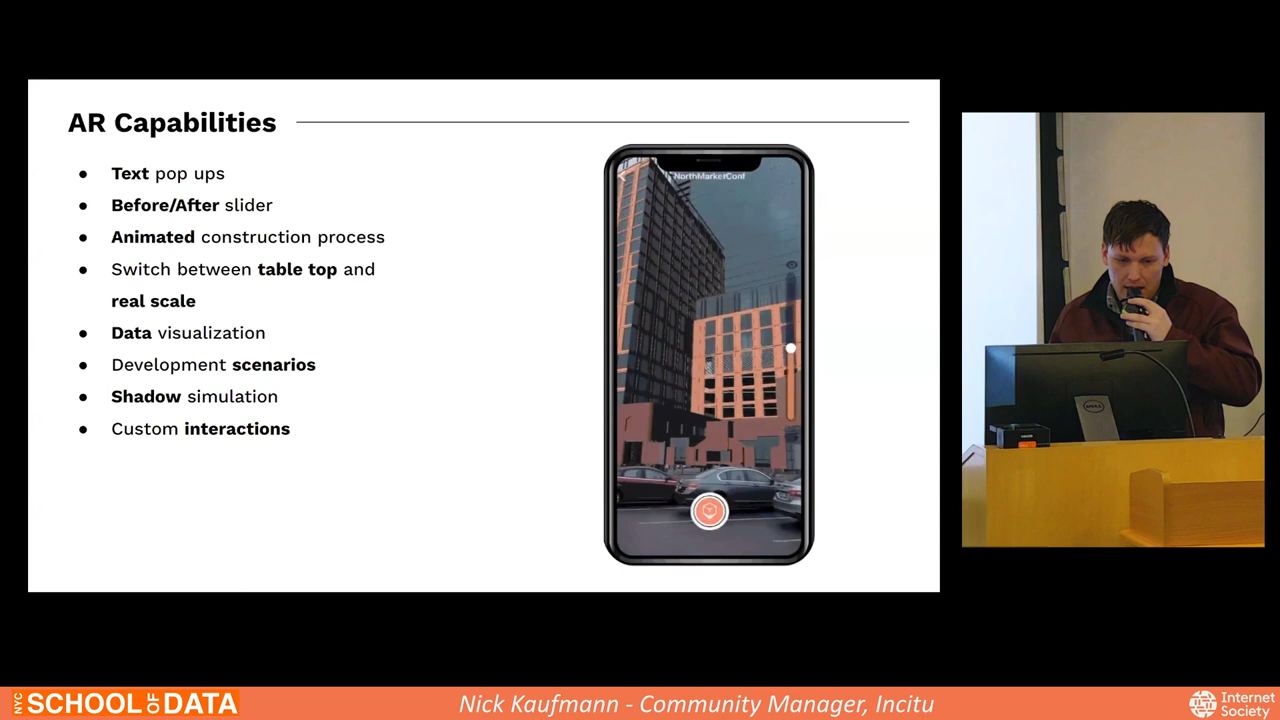 AR Capabilities
● Text pop ups
● Before/After slider
● Animated construction process
● Switch between table top and
real scale
● Data visualization
● Development scenarios
● Shadow simulation
● Custom interactions
NorthMarketConf
DELL
NYC SCHOOL OF DATA
Nick Kaufmann - Community Manager, Incitu
Internet
Society